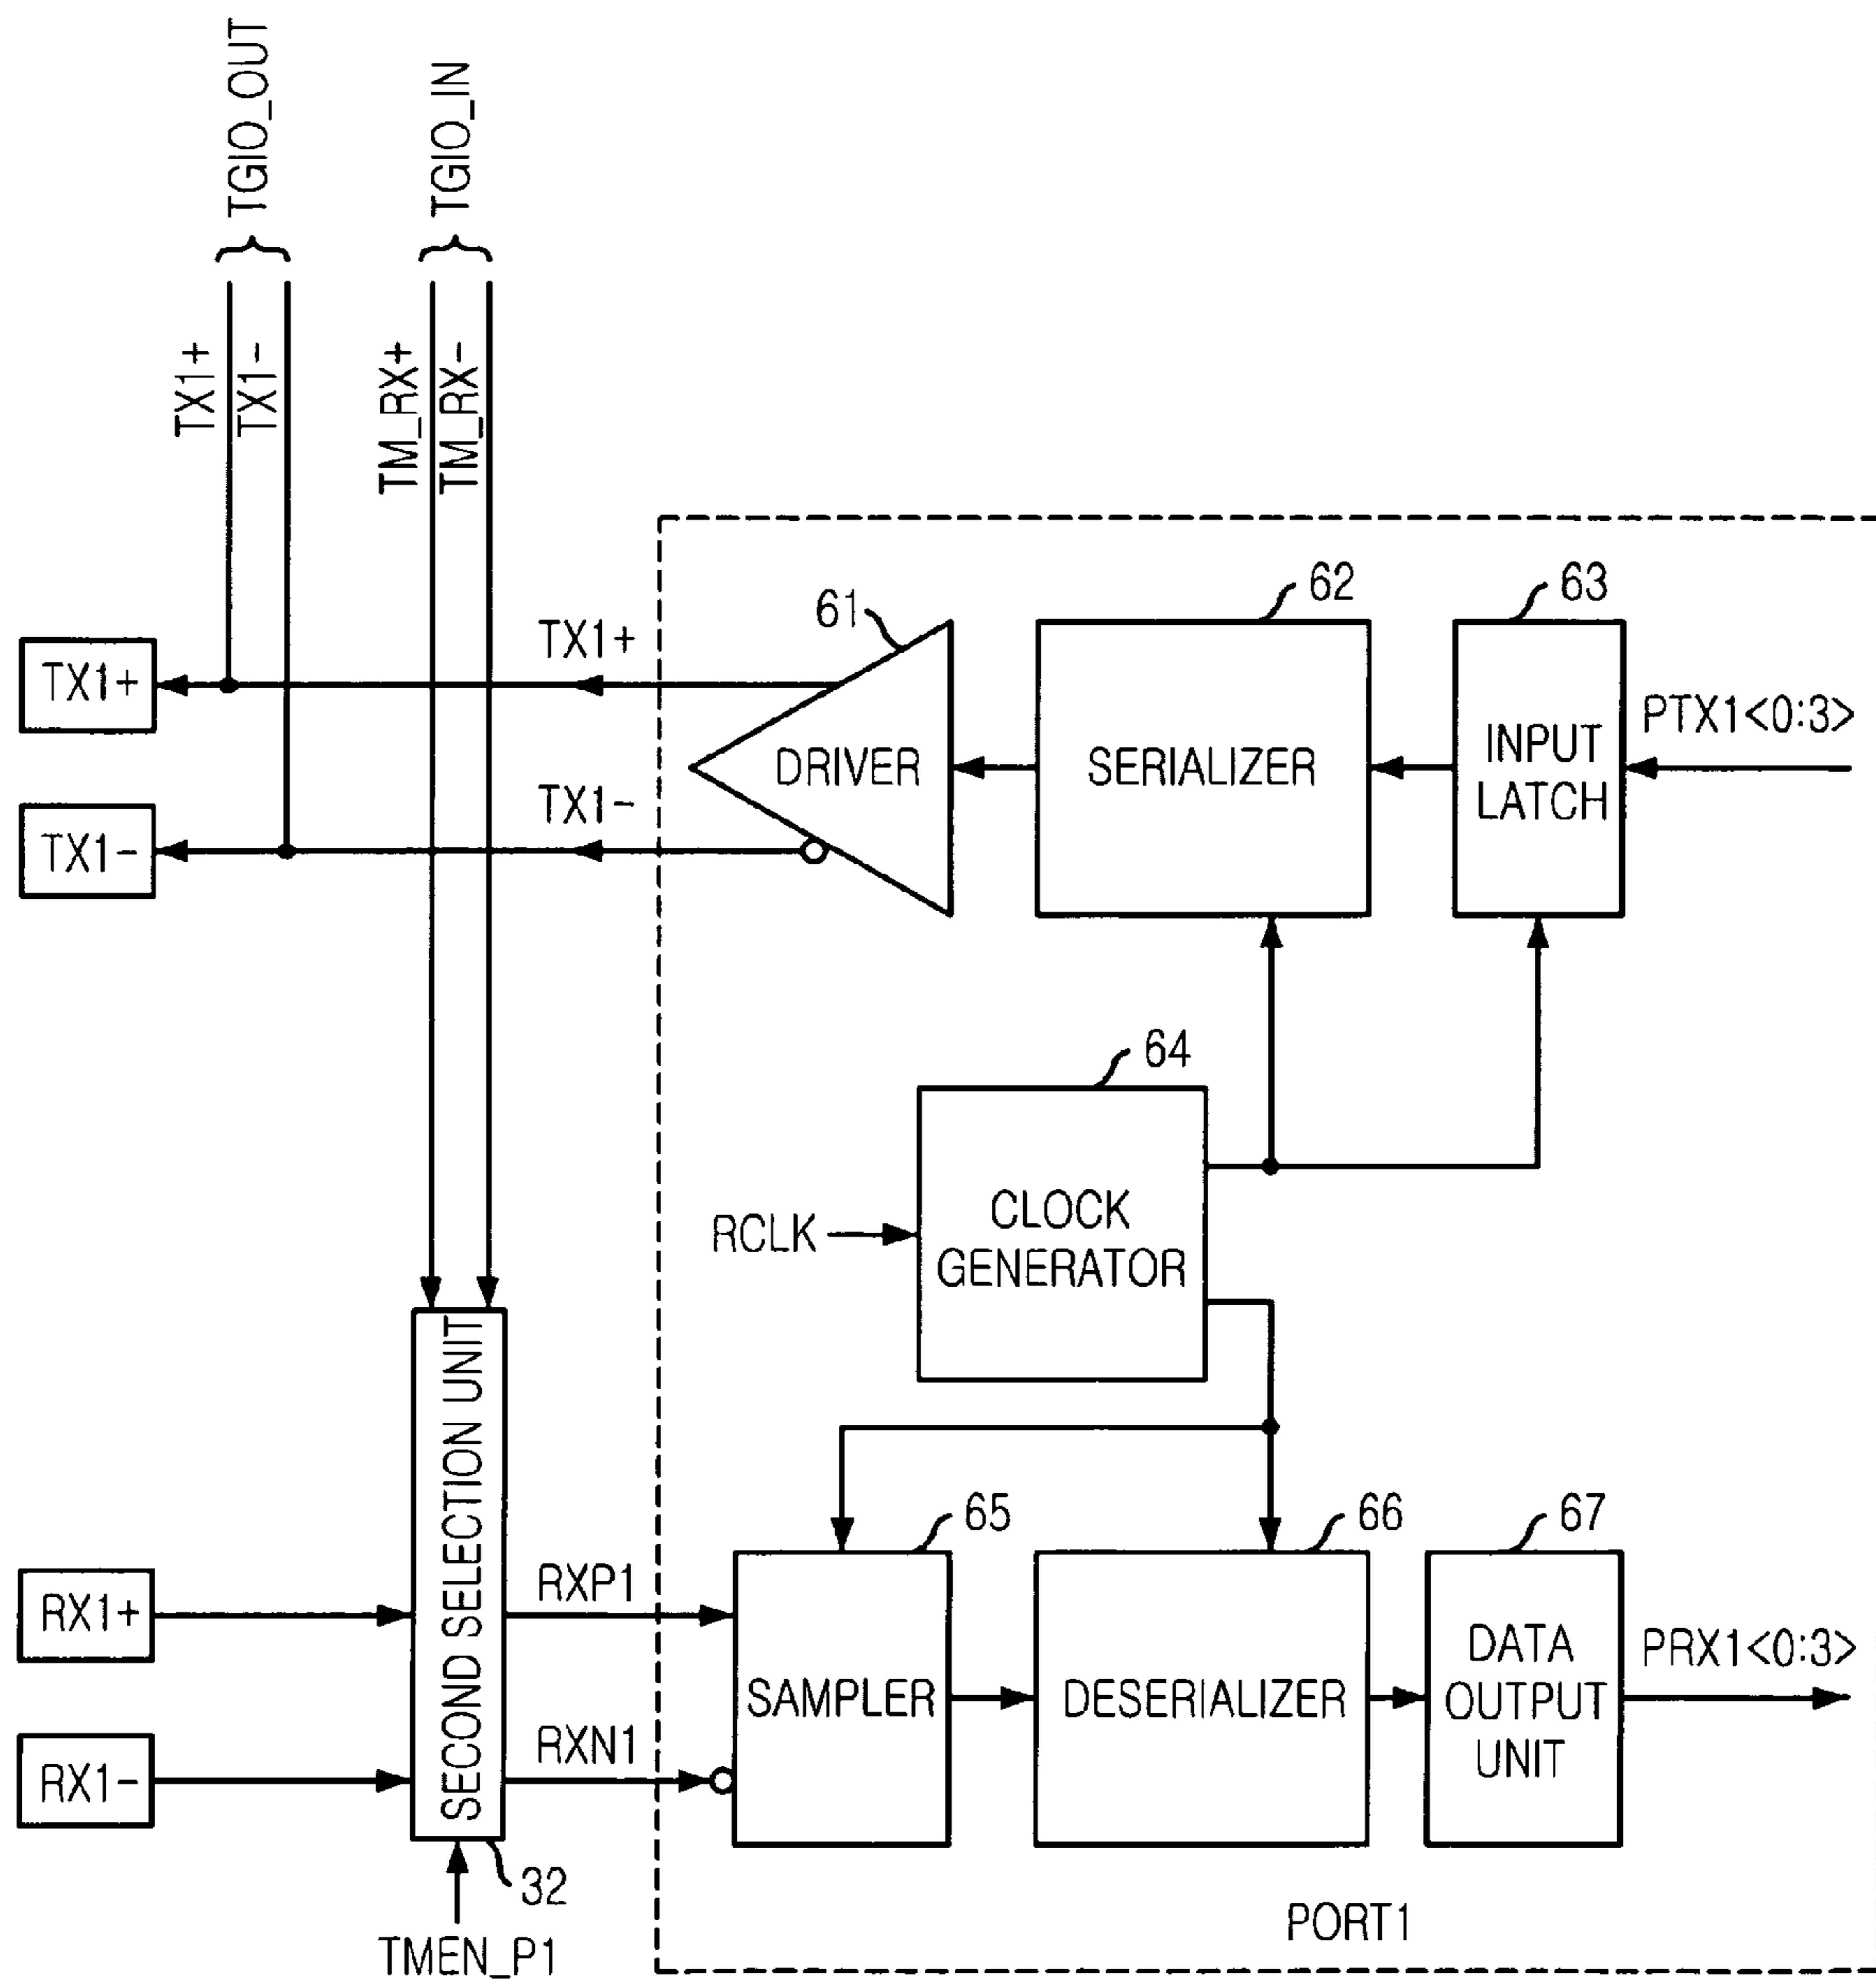 TGIO_OUT
TGIO_IN
TX1+
TX1-
TM_RX+
TM_RX-
TX1+
TX1-
TX1+
TX1-
61
DRIVER
62
SERIALIZER
63
INPUT
LATCH
PTX1<0:3>
64
RCLK
CLOCK
GENERATOR
SECOND SELECTION UNIT
32
TMEN_P1
RX1+
RX1-
RXP1
RXN1
65
SAMPLER
66
DESERIALIZER
67
DATA
OUTPUT
UNIT
PRX1<0:3>
PORT1